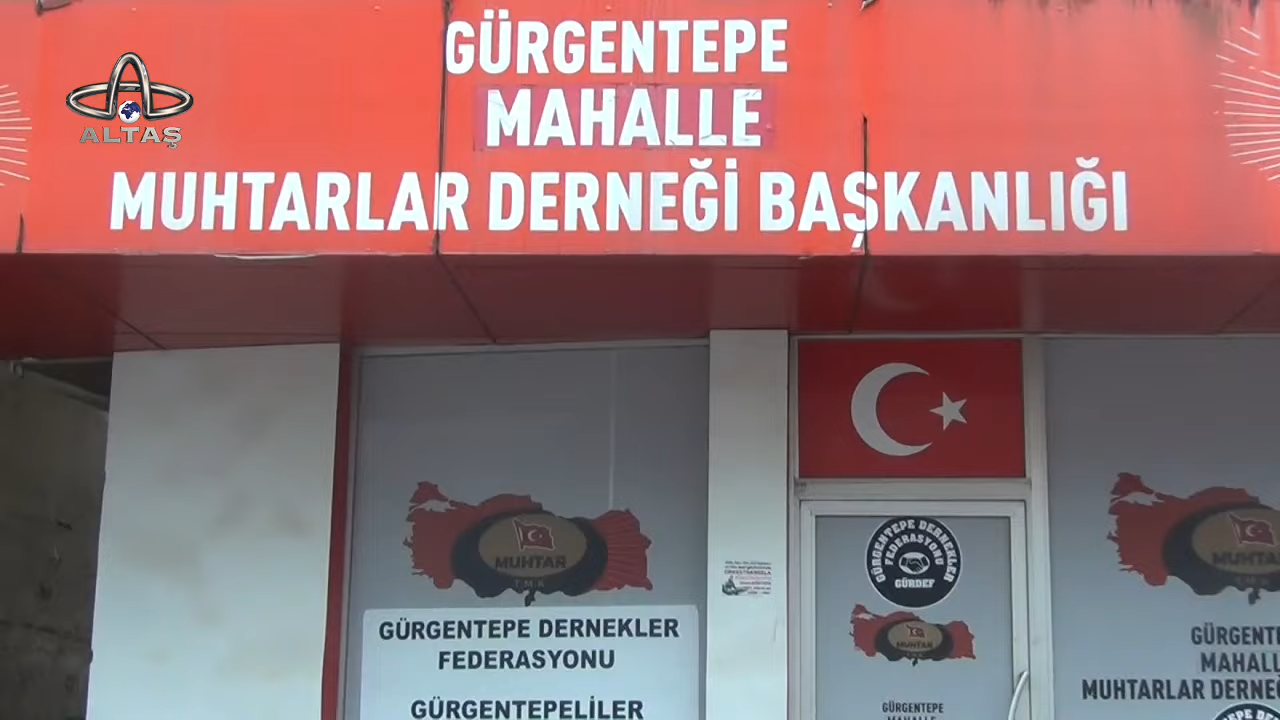 ALTAŞ
GÜRGENTEPE
MAHALLE
MUHTARLAR DERNEĞİ BAŞKANLIĞI
MUHTAR
T.M.K
GÜRGENTEPE DERNEKLER
FEDERASYONU
GÜRGENTEPELİLER
GÜRGENTEPE DERNEKLER
FEDERASYONU
GÜRDEF
MUHTAR
GÜRGENTEPE
MAHALLE
MUHTAR
GÜRGENTE
MAHALL
MUHTARLAR DERNEĞ